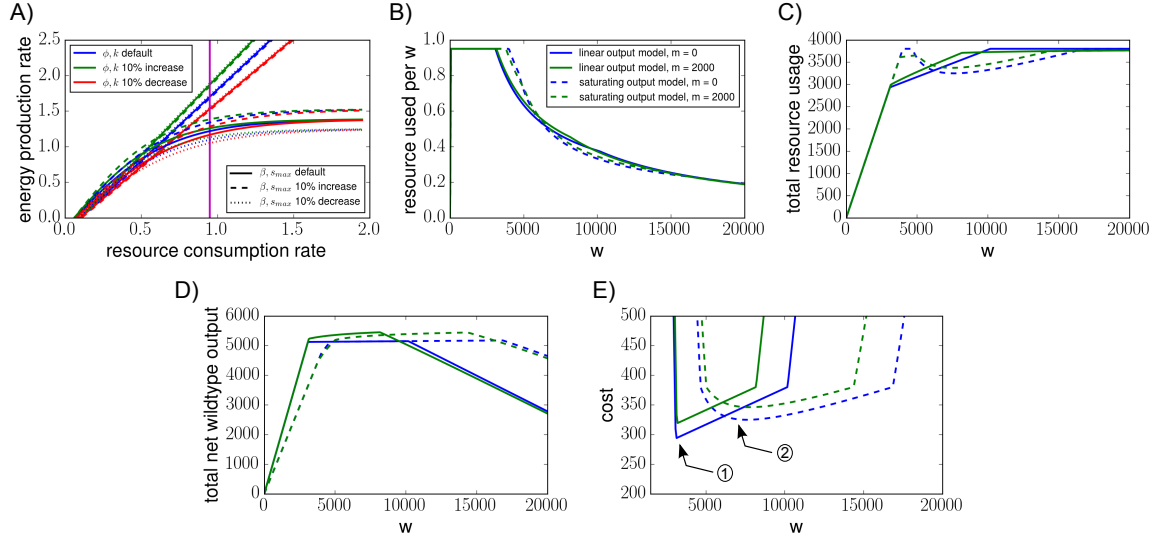 A)
energy production rate
2.5
2.0
1.5
1.0
0.5
0.0
0.0 0.5 1.0 1.5 2.0
resource consumption rate
ϕ, k default
ϕ, k 10% increase
ϕ, k 10% decrease
β, s_max default
β, s_max 10% increase
β, s_max 10% decrease
B)
resource used per w
1.0
0.8
0.6
0.4
0.2
0.0
0 5000 10000 15000 20000
w
linear output model, m = 0
linear output model, m = 2000
saturating output model, m = 0
saturating output model, m = 2000
C)
total resource usage
4000
3500
3000
2500
2000
1500
1000
500
0
0 5000 10000 15000 20000
w
D)
total net wildtype output
6000
5000
4000
3000
2000
1000
0
0 5000 10000 15000 20000
w
E)
cost
500
450
400
350
300
250
200
5000 10000 15000 20000
w
①
②